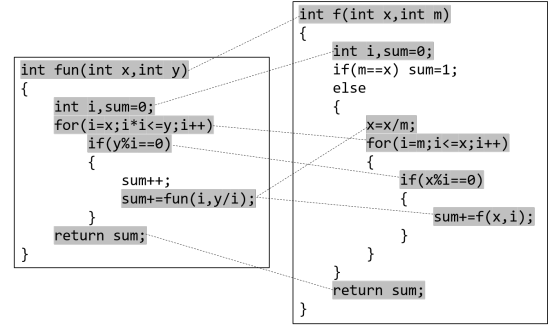 int fun(int x,int y)
{
int i,sum=0;
for(i=x;i*i<=y;i++)
if(y%i==0)
{
sum++;
sum+=fun(i,y/i);
}
return sum;
}
int f(int x,int m)
{
int i,sum=0;
if(m==x) sum=1;
else
{
x=x/m;
for(i=m;i<=x;i++)
{
if(x%i==0)
{
sum+=f(x,i);
}
}
}
return sum;
}